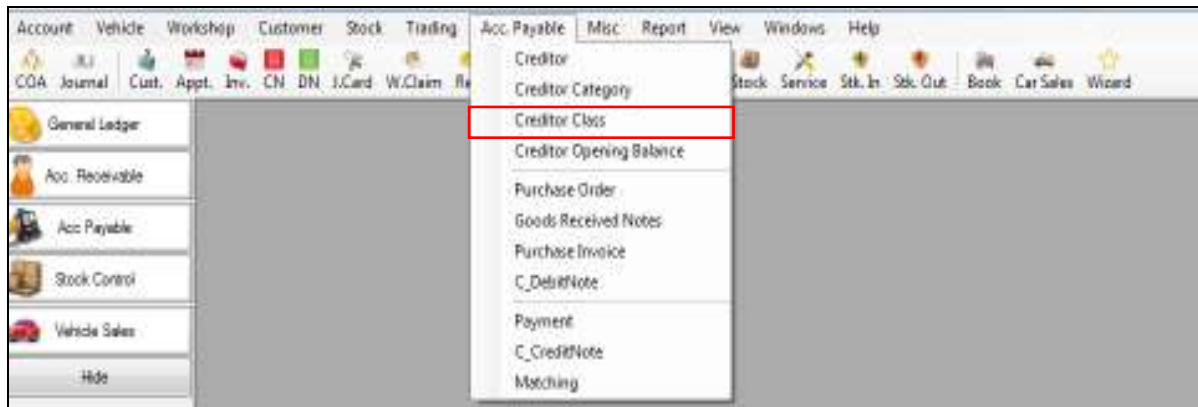 Account Vehicle Workshop Customer Stock Trading Acc. Payable Misc Report View Windows Help
COA Journal Cust. Appt. Inv. CN DN J.Card W.Claim Stock Service Stk. In Stk. Out Book Car Sales Wizard
General Ledger
Acc. Receivable
Acc Payable
Stock Control
Vehicle Sales
Hide
Creditor
Creditor Category
Creditor Class
Creditor Opening Balance
Purchase Order
Goods Received Notes
Purchase Invoice
C_DebitNote
Payment
C_CreditNote
Matching